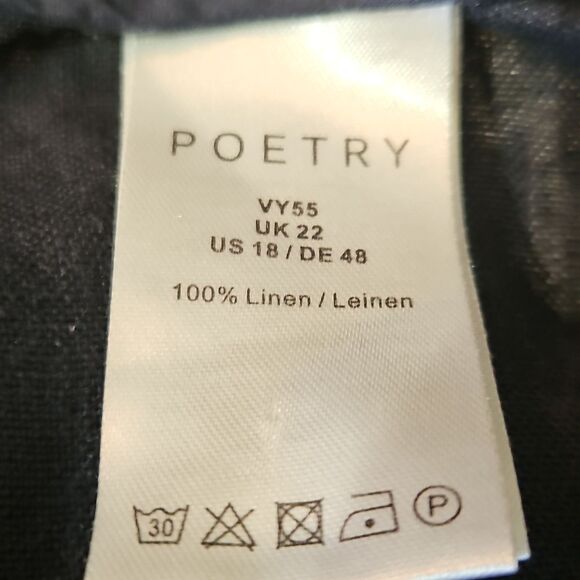 POETRY
VY55
UK 22
US 18 / DE 48
100% Linen / Leinen
30 P